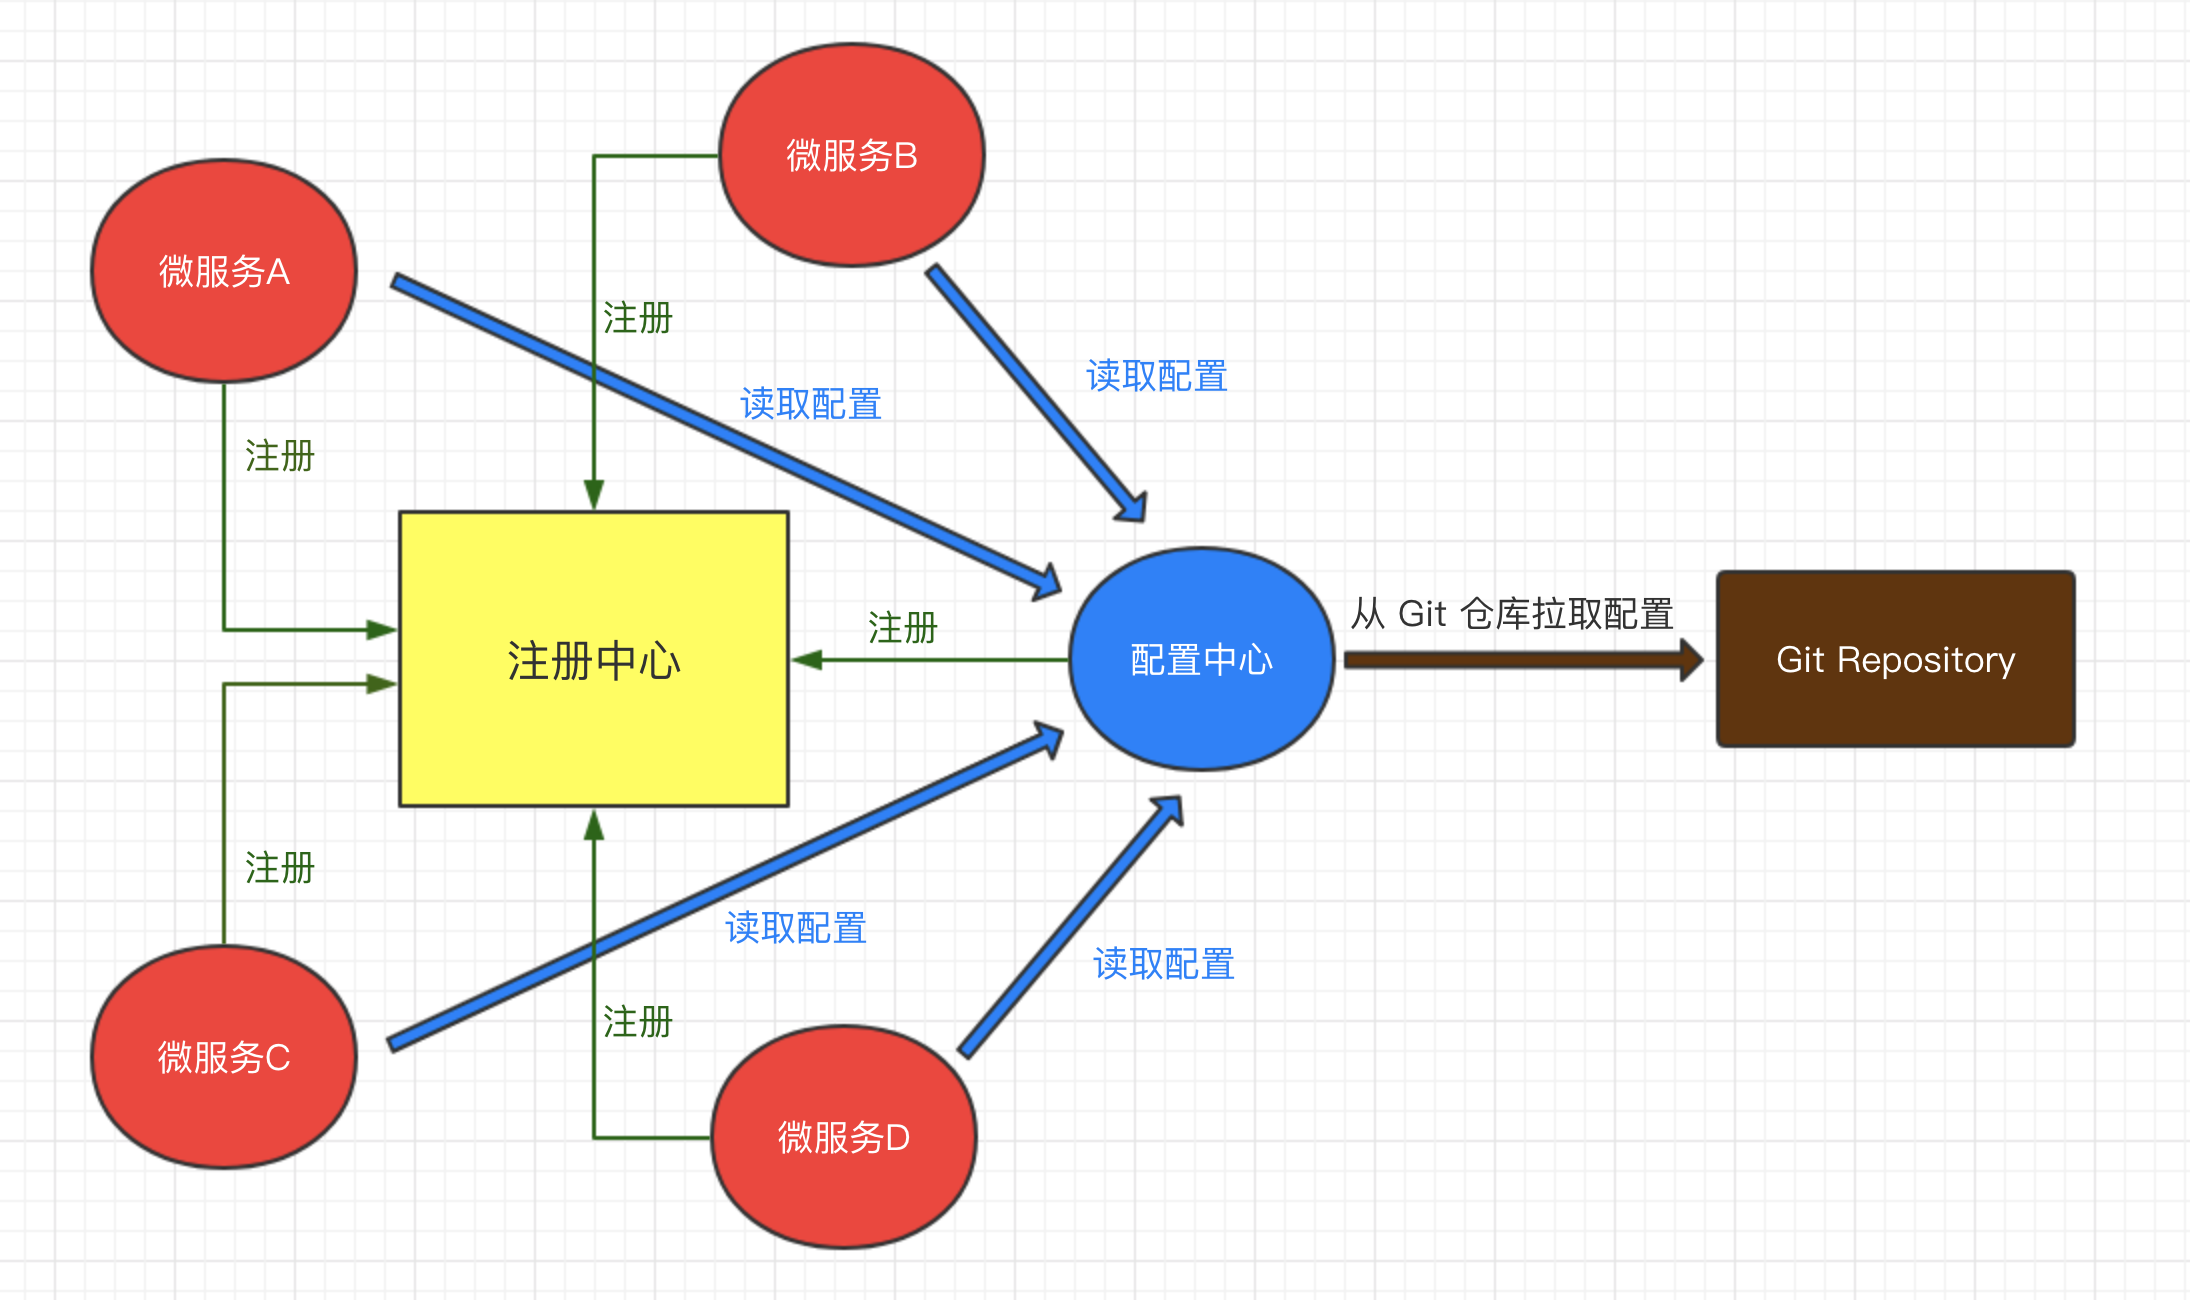 微服务B
微服务A
注册
读取配置
读取配置
注册
从 Git 仓库拉取配置
注册
注册中心
配置中心
Git Repository
注册
读取配置
读取配置
注册
微服务C
微服务D